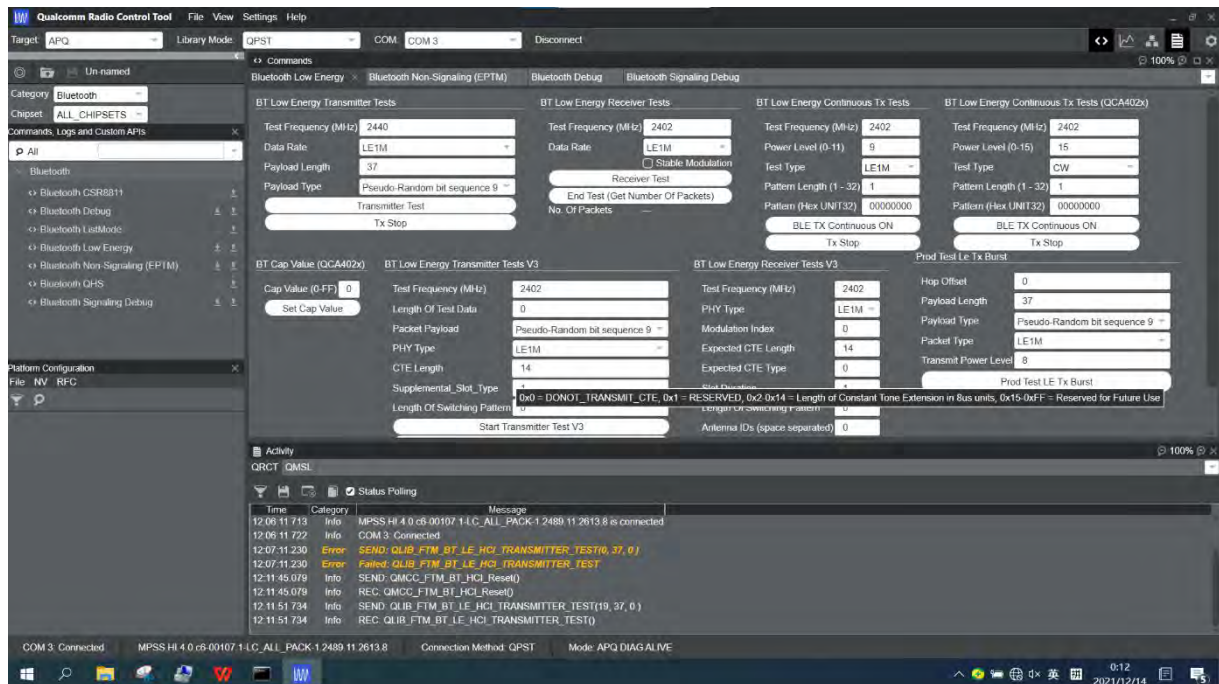 Qualcomm Radio Control Tool File View Settings Help
Target: APQ Library Mode: QPST COM: COM 3 Disconnect
Un-named
Category Bluetooth
Chipset ALL_CHIPSETS
Commands, Logs and Custom APIs
All
Bluetooth
Bluetooth CSR8811
Bluetooth Debug
Bluetooth ListMode
Bluetooth Low Energy
Bluetooth Non-Signaling (EPTM)
Bluetooth QHS
Bluetooth Signaling Debug
Platform Configuration
File NV RFC
Commands 100%
Bluetooth Low Energy Bluetooth Non-Signaling (EPTM) Bluetooth Debug Bluetooth Signaling Debug
BT Low Energy Transmitter Tests
Test Frequency (MHz) 2440
Data Rate LE1M
Payload Length 37
Payload Type Pseudo-Random bit sequence 9
Transmitter Test
Tx Stop
BT Low Energy Receiver Tests
Test Frequency (MHz) 2402
Data Rate LE1M
Stable Modulation
Receiver Test
End Test (Get Number Of Packets)
No. Of Packets ---
BT Low Energy Continuous Tx Tests
Test Frequency (MHz) 2402
Power Level (0-11) 9
Test Type LE1M
Pattern Length (1 - 32) 1
Pattern (Hex UNIT32) 00000000
BLE TX Continuous ON
Tx Stop
BT Low Energy Continuous Tx Tests (QCA402x)
Test Frequency (MHz) 2402
Power Level (0-15) 15
Test Type CW
Pattern Length (1 - 32) 1
Pattern (Hex UNIT32) 00000000
BLE TX Continuous ON
Tx Stop
BT Cap Value (QCA402x)
Cap Value (0-FF) 0
Set Cap Value
BT Low Energy Transmitter Tests V3
Test Frequency (MHz) 2402
Length Of Test Data 0
Packet Payload Pseudo-Random bit sequence 9
PHY Type LE1M
CTE Length 14
Supplemental_Slot_Type 1
Length Of Switching Pattern 0
Start Transmitter Test V3
BT Low Energy Receiver Tests V3
Test Frequency (MHz) 2402
PHY Type LE1M
Modulation Index 0
Expected CTE Length 14
Expected CTE Type 0
Slot Duration 1
Length Of Switching Pattern 0
Antenna IDs (space separated) 0
Prod Test Le Tx Burst
Hop Offset 0
Payload Length 37
Payload Type Pseudo-Random bit sequence 9
Packet Type LE1M
Transmit Power Level 8
Prod Test LE Tx Burst
0x0 = DONOT_TRANSMIT_CTE, 0x1 = RESERVED, 0x2-0x14 = Length of Constant Tone Extension in 8us units, 0x15-0xFF = Reserved for Future Use
Activity 100%
QRCT QMSL
Status Polling
Time Category Message
12:06:11.713 Info MPSS.HI.4.0.c6-00107.1-LC_ALL_PACK-1.2489.11.2613.8 is connected
12:06:11.722 Info COM 3: Connected
12:07:11.230 Error SEND: QLIB_FTM_BT_LE_HCI_TRANSMITTER_TEST(0, 37, 0 )
12:07:11.230 Error Failed: QLIB_FTM_BT_LE_HCI_TRANSMITTER_TEST
12:11:45.079 Info SEND: QMCC_FTM_BT_HCI_Reset()
12:11:45.079 Info REC: QMCC_FTM_BT_HCI_Reset()
12:11:51.734 Info SEND: QLIB_FTM_BT_LE_HCI_TRANSMITTER_TEST(19, 37, 0 )
12:11:51.734 Info REC: QLIB_FTM_BT_LE_HCI_TRANSMITTER_TEST()
COM 3: Connected MPSS.HI.4.0.c6-00107.1-LC_ALL_PACK-1.2489.11.2613.8 Connection Method: QPST Mode: APQ DIAG ALIVE
英 0:12
2021/12/14